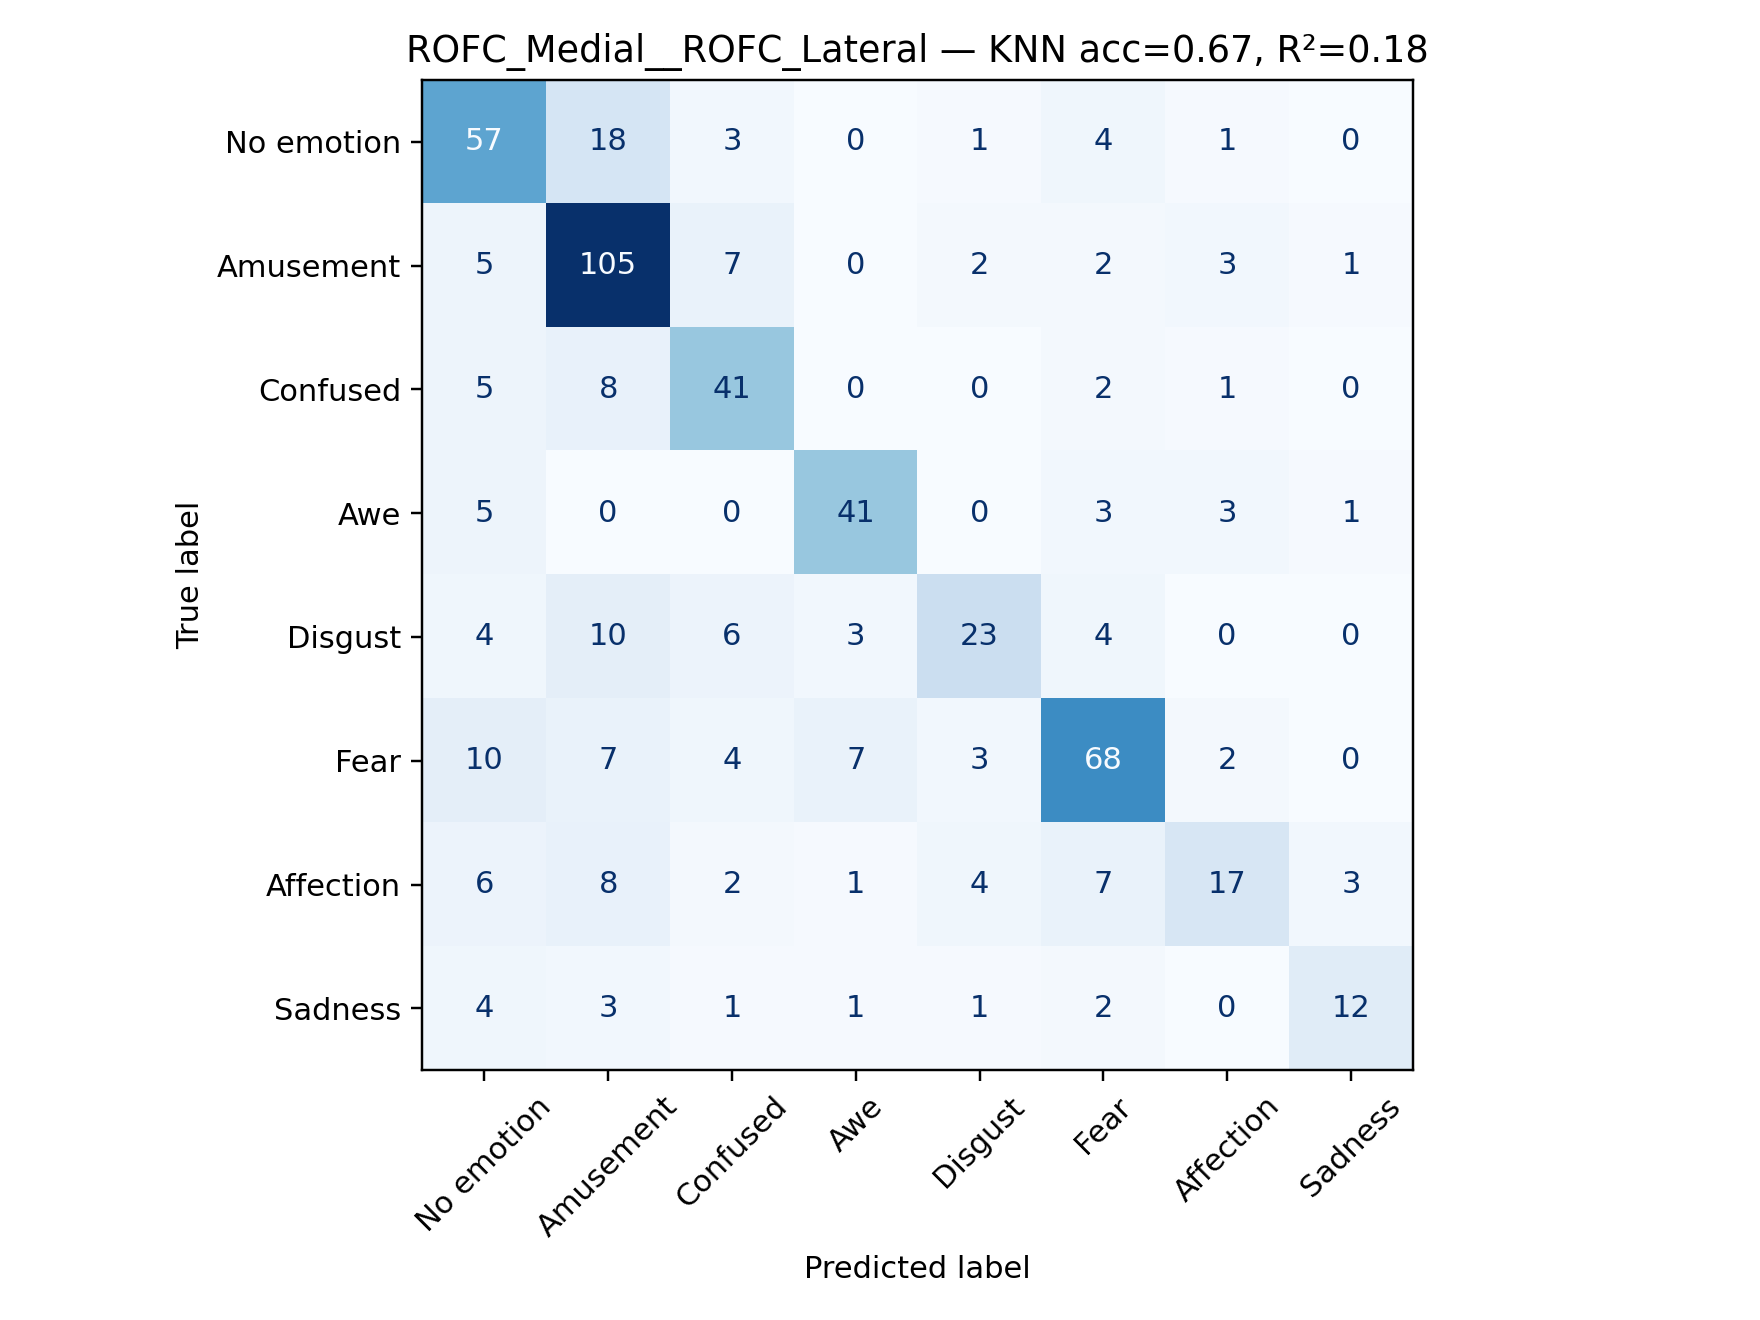 ROFC_Medial__ROFC_Lateral — KNN acc=0.67, R²=0.18
No emotion 57 18 3 0 1 4 1 0
Amusement 5 105 7 0 2 2 3 1
Confused 5 8 41 0 0 2 1 0
Awe 5 0 0 41 0 3 3 1
Disgust 4 10 6 3 23 4 0 0
Fear 10 7 4 7 3 68 2 0
Affection 6 8 2 1 4 7 17 3
Sadness 4 3 1 1 1 2 0 12
True label
No emotion Amusement Confused Awe Disgust Fear Affection Sadness
Predicted label